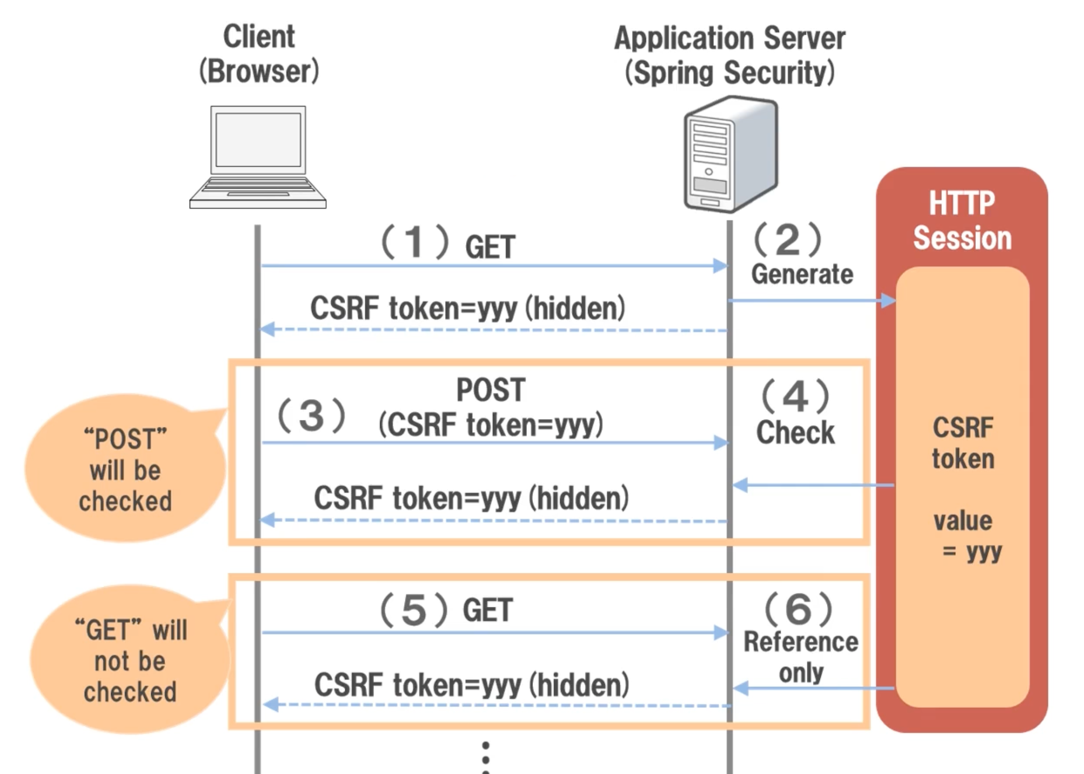 Client
(Browser)
Application Server
(Spring Security)
HTTP
Session
(1) GET
(2)
Generate
CSRF token=yyy (hidden)
POST
(3) (CSRF token=yyy)
(4)
Check
"POST"
will be
checked
CSRF
token
value
= yyy
CSRF token=yyy (hidden)
(5) GET
(6)
Reference
only
"GET" will
not be
checked
CSRF token=yyy (hidden)